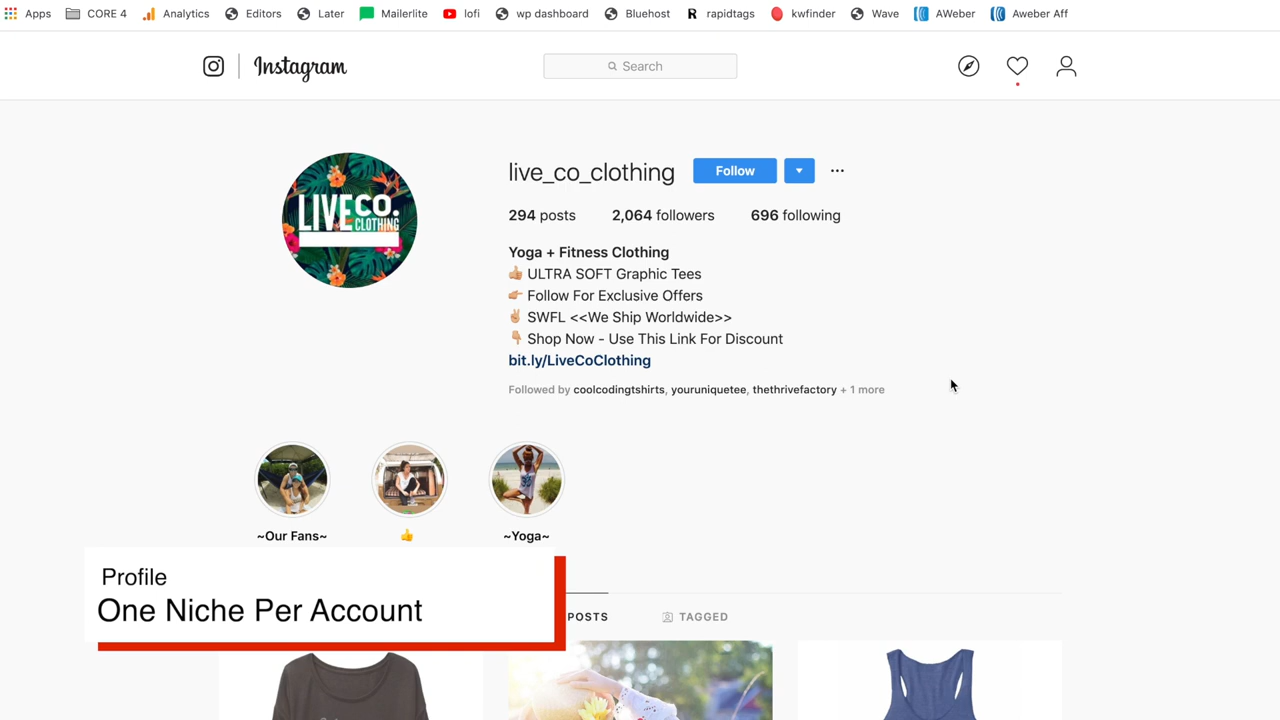 Apps CORE 4 Analytics Editors Later Mailerlite lofi wp dashboard Bluehost R rapidtags kwfinder Wave AWeber Aweber Aff
Instagram Search
LIVE CO. CLOTHING
live_co_clothing Follow
294 posts 2,064 followers 696 following
Yoga + Fitness Clothing
👍🏼 ULTRA SOFT Graphic Tees
👉🏼 Follow For Exclusive Offers
✌🏼 SWFL <<We Ship Worldwide>>
👇🏼 Shop Now - Use This Link For Discount
bit.ly/LiveCoClothing
Followed by coolcodingtshirts, youruniquetee, thethrivefactory + 1 more
~Our Fans~ 👍 ~Yoga~
Profile
One Niche Per Account
POSTS TAGGED